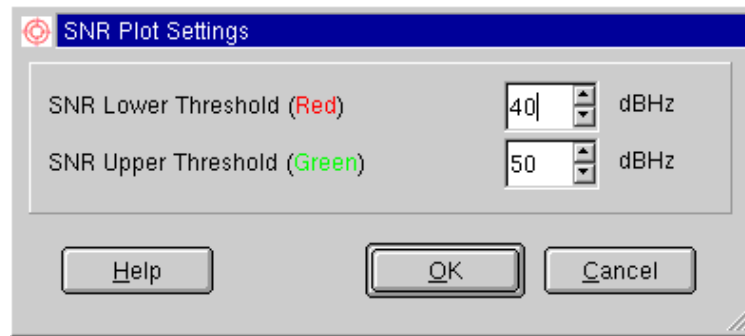 SNR Plot Settings
SNR Lower Threshold (Red) 40 dBHz
SNR Upper Threshold (Green) 50 dBHz
Help OK Cancel